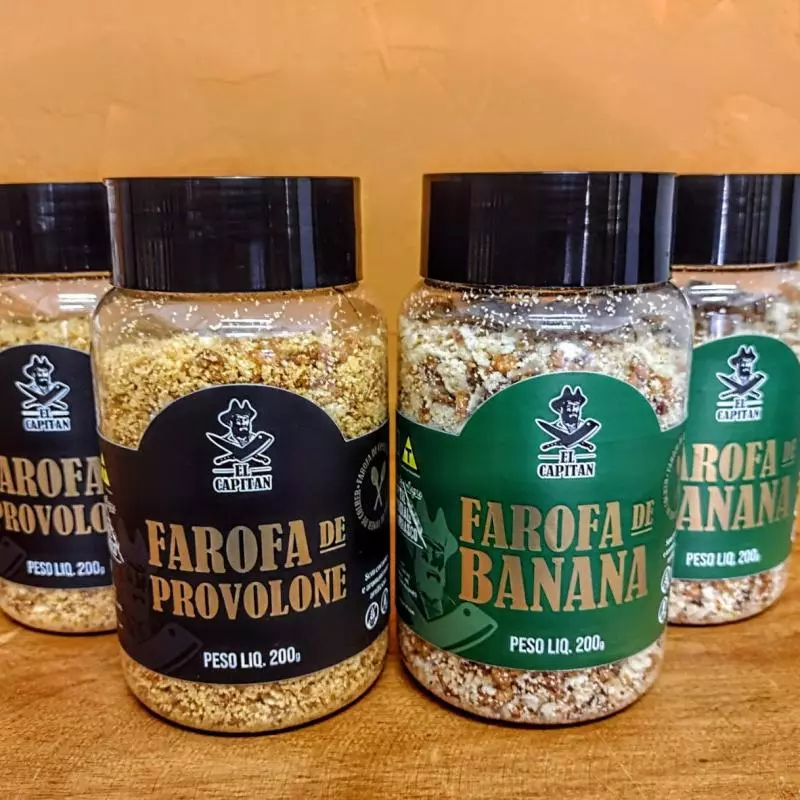 EL
CAPITAN
FAROFA DE
PROVOLONE
PESO LIQ. 200g
EL
CAPITAN
FAROFA DE
BANANA
PESO LIQ. 200g
EL
CAPITAN
AROFA
PROVOLO
PESO LIQ. 200g
EL
CAPITAN
AROFA DE
ANANA
PESO LIQ. 200g